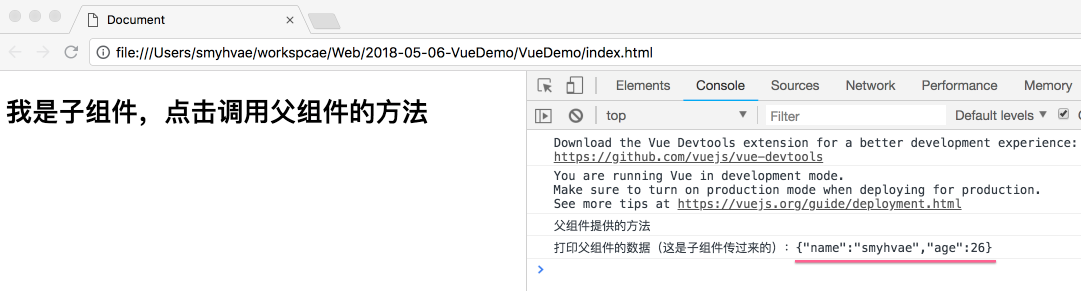 Document
file:///Users/smyhvae/workspcae/Web/2018-05-06-VueDemo/VueDemo/index.html
我是子组件，点击调用父组件的方法
Elements Console Sources Network Performance Memory
top Filter Default levels
Download the Vue Devtools extension for a better development experience:
https://github.com/vuejs/vue-devtools
You are running Vue in development mode.
Make sure to turn on production mode when deploying for production.
See more tips at https://vuejs.org/guide/deployment.html
父组件提供的方法
打印父组件的数据（这是子组件传过来的）：{"name":"smyhvae","age":26}